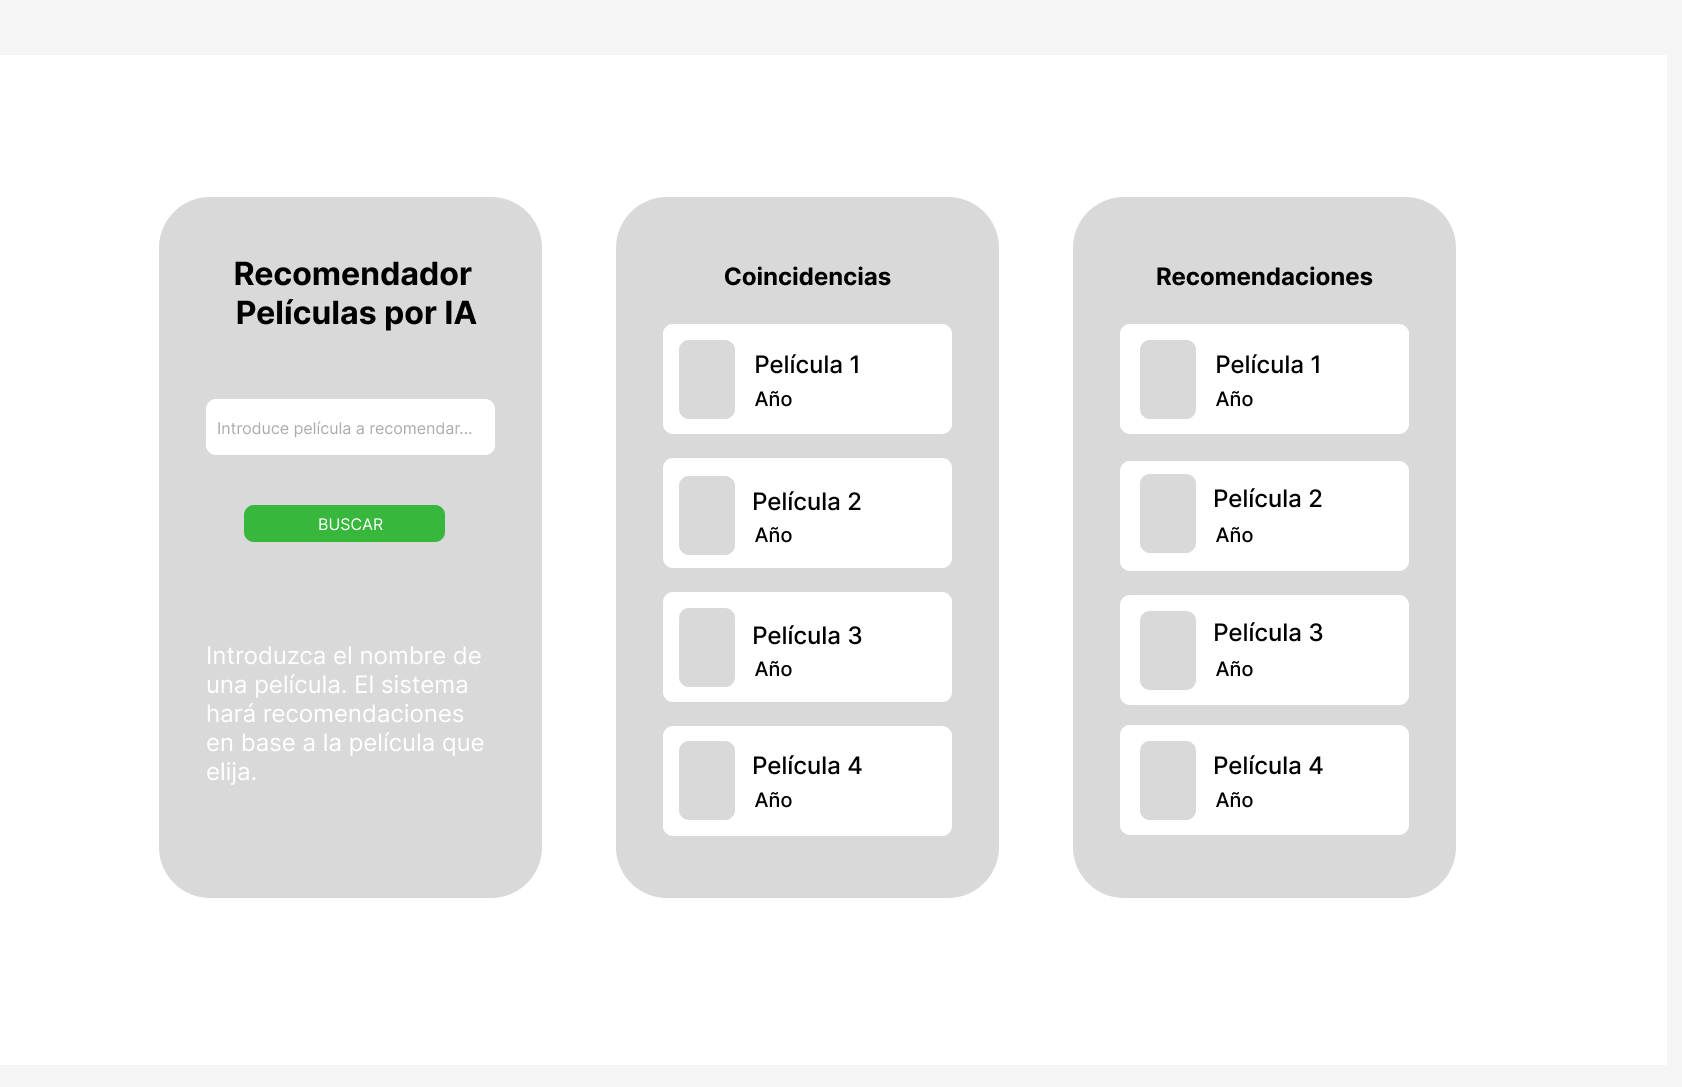 Recomendador
Películas por IA
Introduce película a recomendar...
BUSCAR
Introduzca el nombre de
una película. El sistema
hará recomendaciones
en base a la película que
elija.
Coincidencias
Película 1
Año
Película 2
Año
Película 3
Año
Película 4
Año
Recomendaciones
Película 1
Año
Película 2
Año
Película 3
Año
Película 4
Año